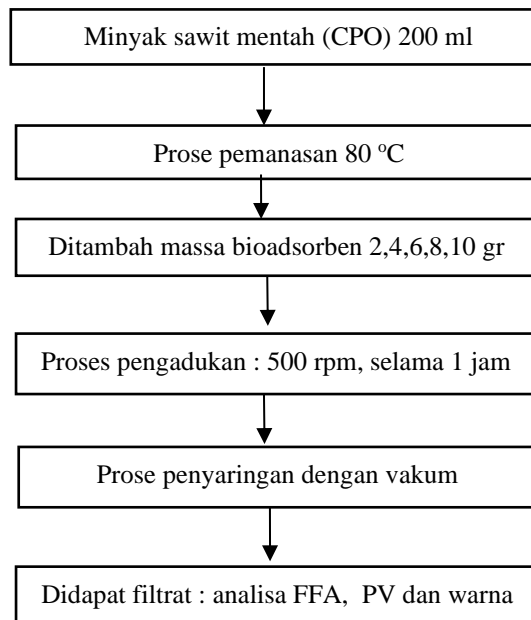 Minyak sawit mentah (CPO) 200 ml
Prose pemanasan 80 °C
Ditambah massa bioadsorben 2,4,6,8,10 gr
Proses pengadukan : 500 rpm, selama 1 jam
Prose penyaringan dengan vakum
Didapat filtrat : analisa FFA, PV dan warna